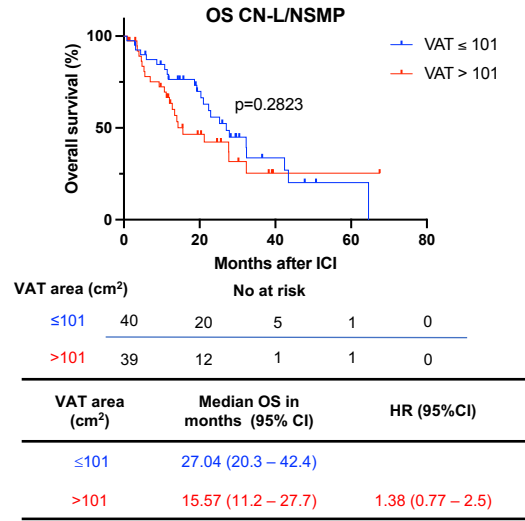 OS CN-L/NSMP
VAT ≤ 101
VAT > 101
p=0.2823
Overall survival (%)
100
50
0
0 20 40 60 80
Months after ICI
VAT area (cm²) No at risk
≤101 40 20 5 1 0
>101 39 12 1 1 0
VAT area (cm²) Median OS in months (95% CI) HR (95%CI)
≤101 27.04 (20.3 – 42.4)
>101 15.57 (11.2 – 27.7) 1.38 (0.77 – 2.5)